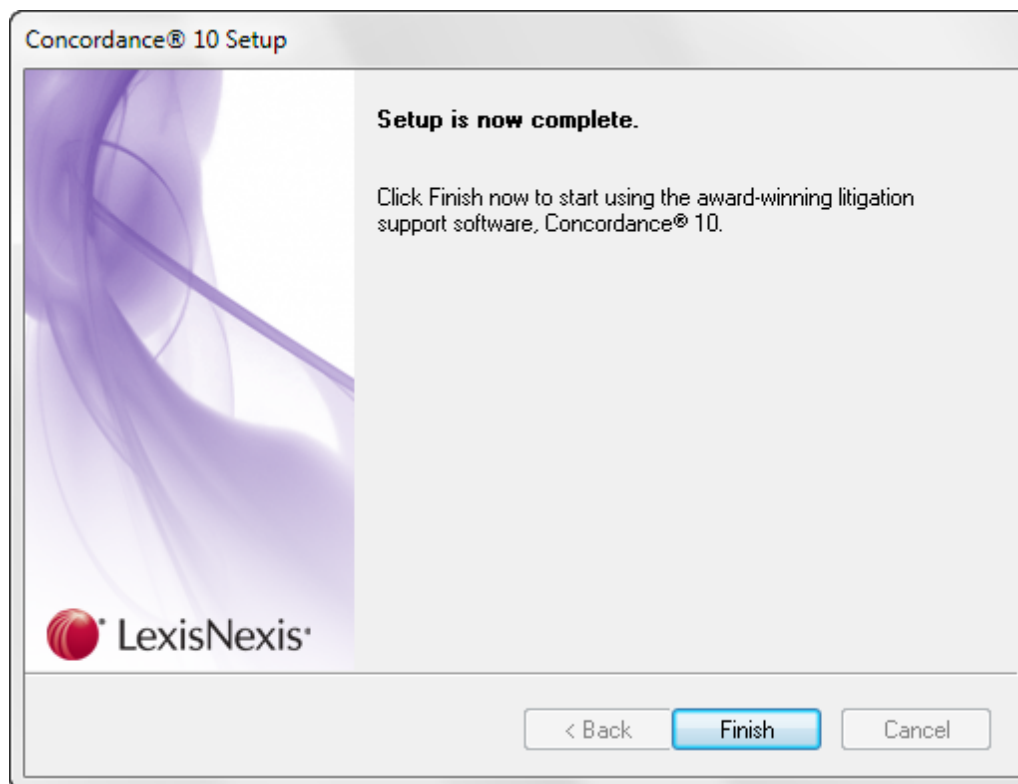 Concordance® 10 Setup
Setup is now complete.
Click Finish now to start using the award-winning litigation
support software, Concordance® 10.
LexisNexis®
< Back
Finish
Cancel